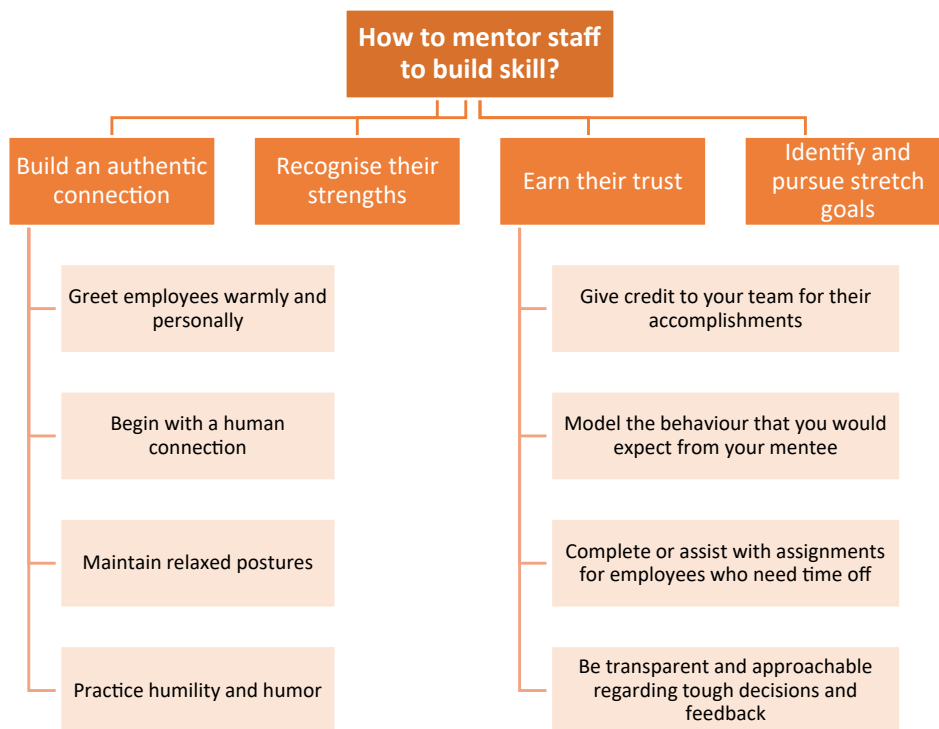 How to mentor staff
to build skill?
Build an authentic
connection
Recognise their
strengths
Earn their trust
Identify and
pursue stretch
goals
Greet employees warmly and
personally
Begin with a human
connection
Maintain relaxed postures
Practice humility and humor
Give credit to your team for their
accomplishments
Model the behaviour that you would
expect from your mentee
Complete or assist with assignments
for employees who need time off
Be transparent and approachable
regarding tough decisions and
feedback